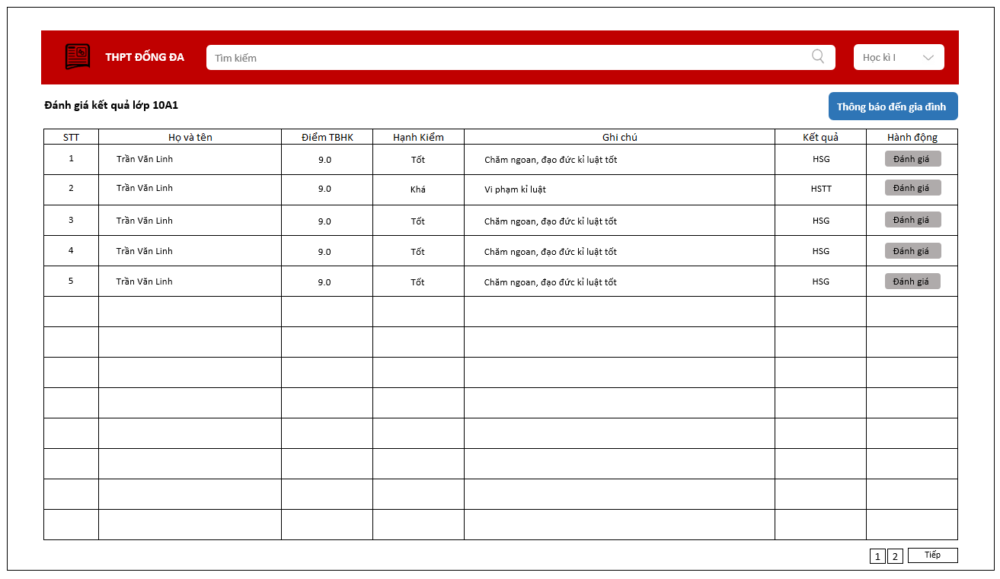 THPT ĐỐNG ĐA
Tìm kiếm
Học kì I
Đánh giá kết quả lớp 10A1
Thông báo đến gia đình
STT Họ và tên Điểm TBHK Hạnh Kiểm Ghi chú Kết quả Hành động
1 Trần Văn Linh 9.0 Tốt Chăm ngoan, đạo đức kỉ luật tốt HSG Đánh giá
2 Trần Văn Linh 9.0 Khá Vi phạm kỉ luật HSTT Đánh giá
3 Trần Văn Linh 9.0 Tốt Chăm ngoan, đạo đức kỉ luật tốt HSG Đánh giá
4 Trần Văn Linh 9.0 Tốt Chăm ngoan, đạo đức kỉ luật tốt HSG Đánh giá
5 Trần Văn Linh 9.0 Tốt Chăm ngoan, đạo đức kỉ luật tốt HSG Đánh giá
1 2 Tiếp